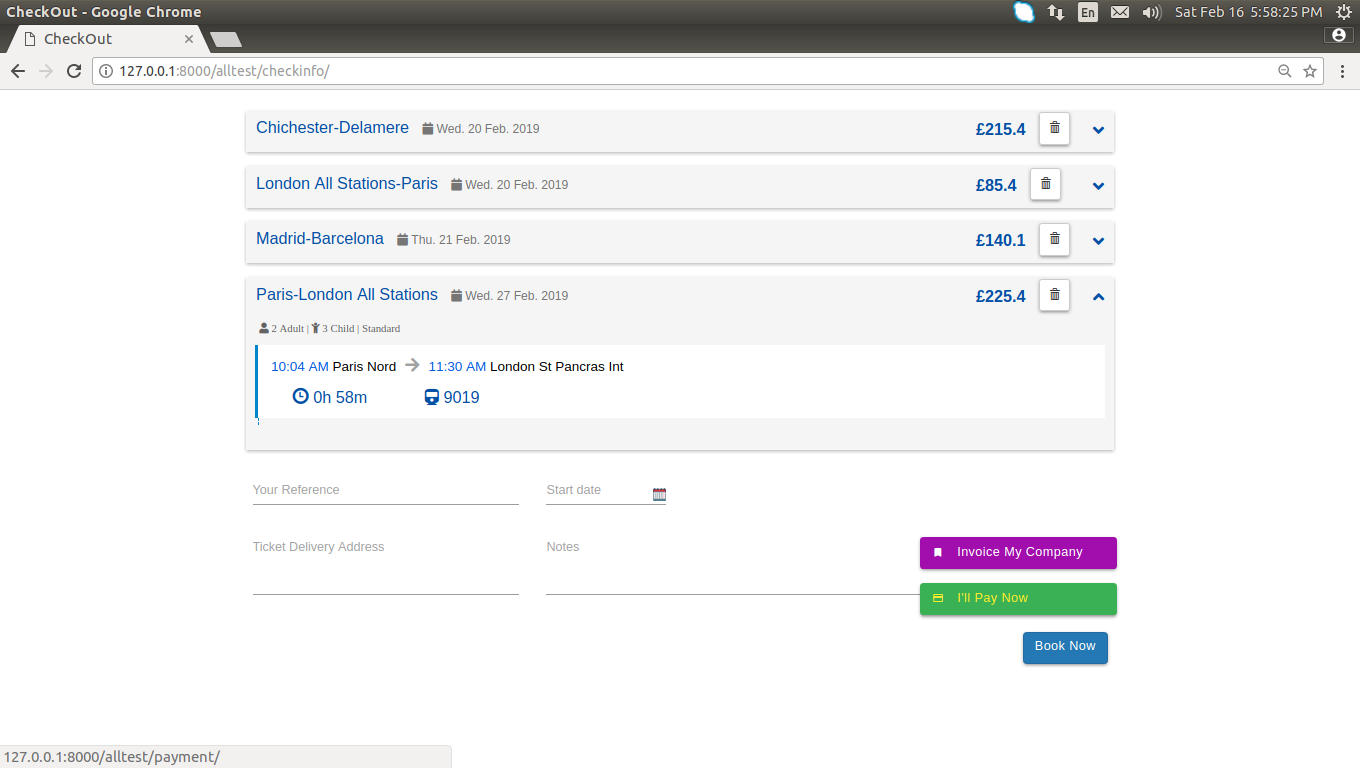 CheckOut - Google Chrome En Sat Feb 16 5:58:25 PM
CheckOut
127.0.0.1:8000/alltest/checkinfo/
Chichester-Delamere Wed. 20 Feb. 2019 £215.4
London All Stations-Paris Wed. 20 Feb. 2019 £85.4
Madrid-Barcelona Thu. 21 Feb. 2019 £140.1
Paris-London All Stations Wed. 27 Feb. 2019 £225.4
2 Adult | 3 Child | Standard
10:04 AM Paris Nord 11:30 AM London St Pancras Int
0h 58m 9019
Your Reference Start date
Ticket Delivery Address Notes
Invoice My Company
I'll Pay Now
Book Now
127.0.0.1:8000/alltest/payment/